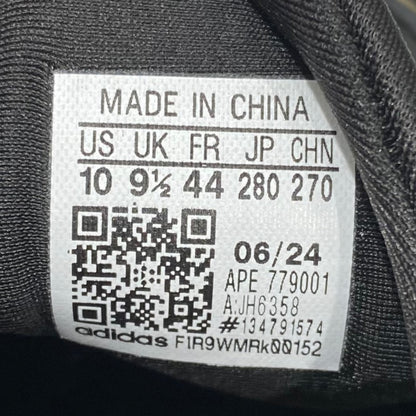 MADE IN CHINA
US UK FR JP CHN
10 9½ 44 280 270
06/24
APE 779001
A:JH6358
#134791574
adidas F1R9WMRk00152